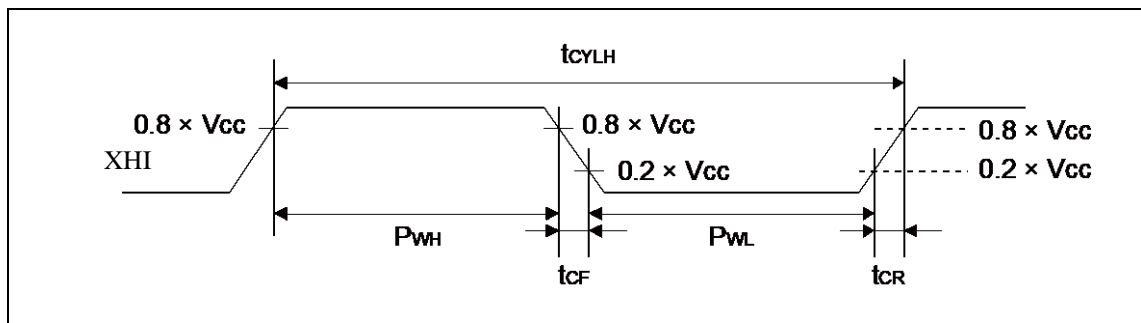 tCYLH
0.8 × Vcc
0.8 × Vcc
0.8 × Vcc
XHI
0.2 × Vcc
0.2 × Vcc
PWH
PWL
tCF
tCR